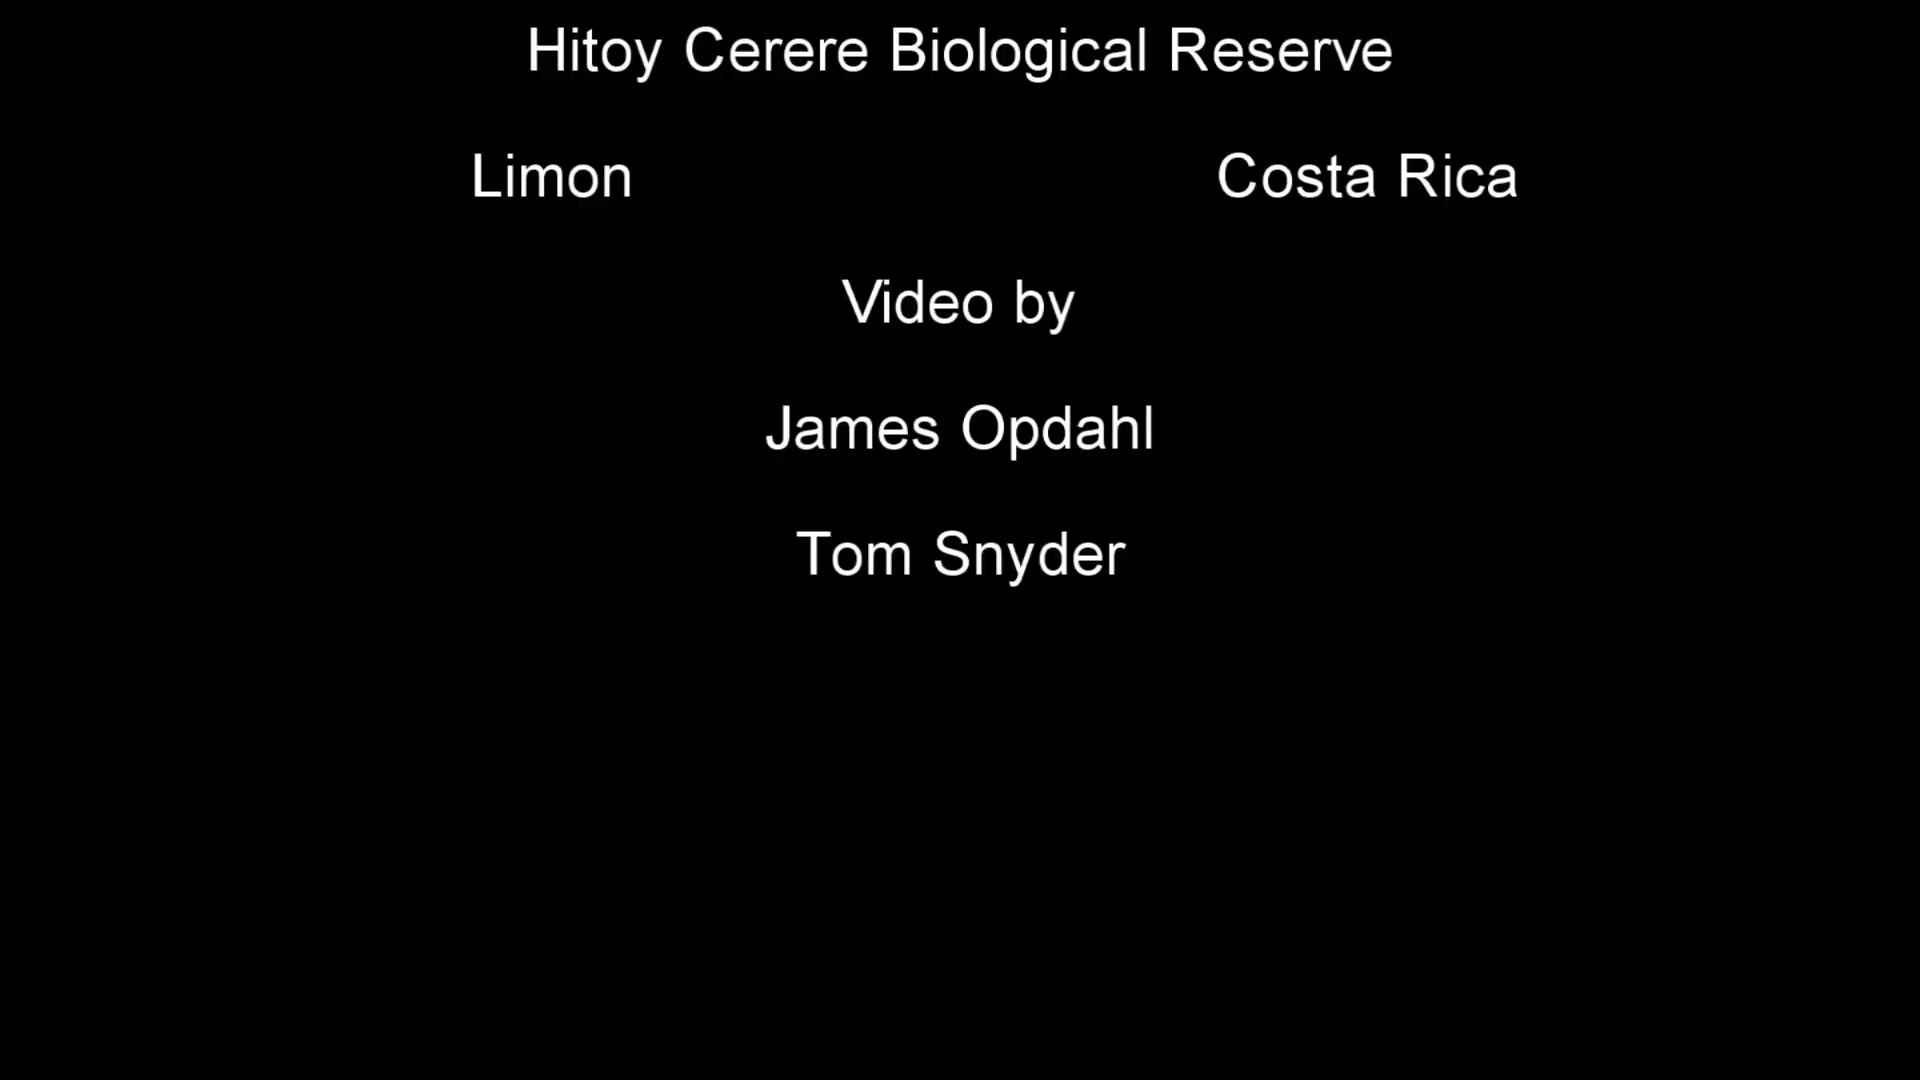 Hitoy Cerere Biological Reserve
Limon Costa Rica
Video by
James Opdahl
Tom Snyder